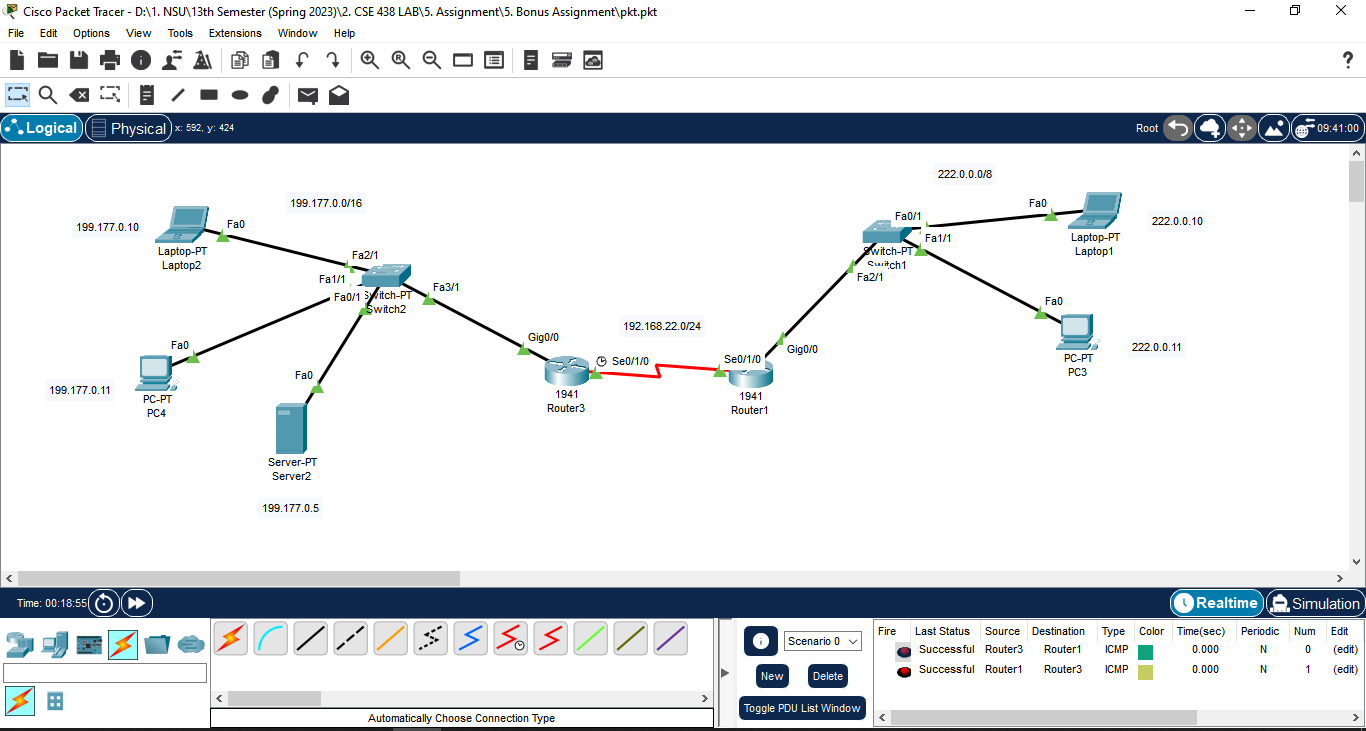 Cisco Packet Tracer - D:\1. NSU\13th Semester (Spring 2023)\2. CSE 438 LAB\5. Assignment\5. Bonus Assignment\pkt.pkt
File Edit Options View Tools Extensions Window Help
?
Logical Physical x: 592, y: 424 Root 09:41:00
222.0.0.0/8
199.177.0.0/16
199.177.0.10
Fa0
Laptop-PT
Laptop2
Fa2/1
Fa1/1
Fa0/1
Switch-PT
Switch2
Fa3/1
Fa0
199.177.0.11
PC-PT
PC4
Fa0
Server-PT
Server2
199.177.0.5
Gig0/0
192.168.22.0/24
Se0/1/0
1941
Router3
Se0/1/0
1941
Router1
Gig0/0
Fa0/1
Fa1/1
Switch-PT
Switch1
Fa2/1
Fa0
Laptop-PT
Laptop1
222.0.0.10
Fa0
PC-PT
PC3
222.0.0.11
Time: 00:18:55 Realtime Simulation
Automatically Choose Connection Type
Scenario 0
New Delete
Toggle PDU List Window
Fire Last Status Source Destination Type Color Time(sec) Periodic Num Edit
Successful Router3 Router1 ICMP 0.000 N 0 (edit)
Successful Router1 Router3 ICMP 0.000 N 1 (edit)